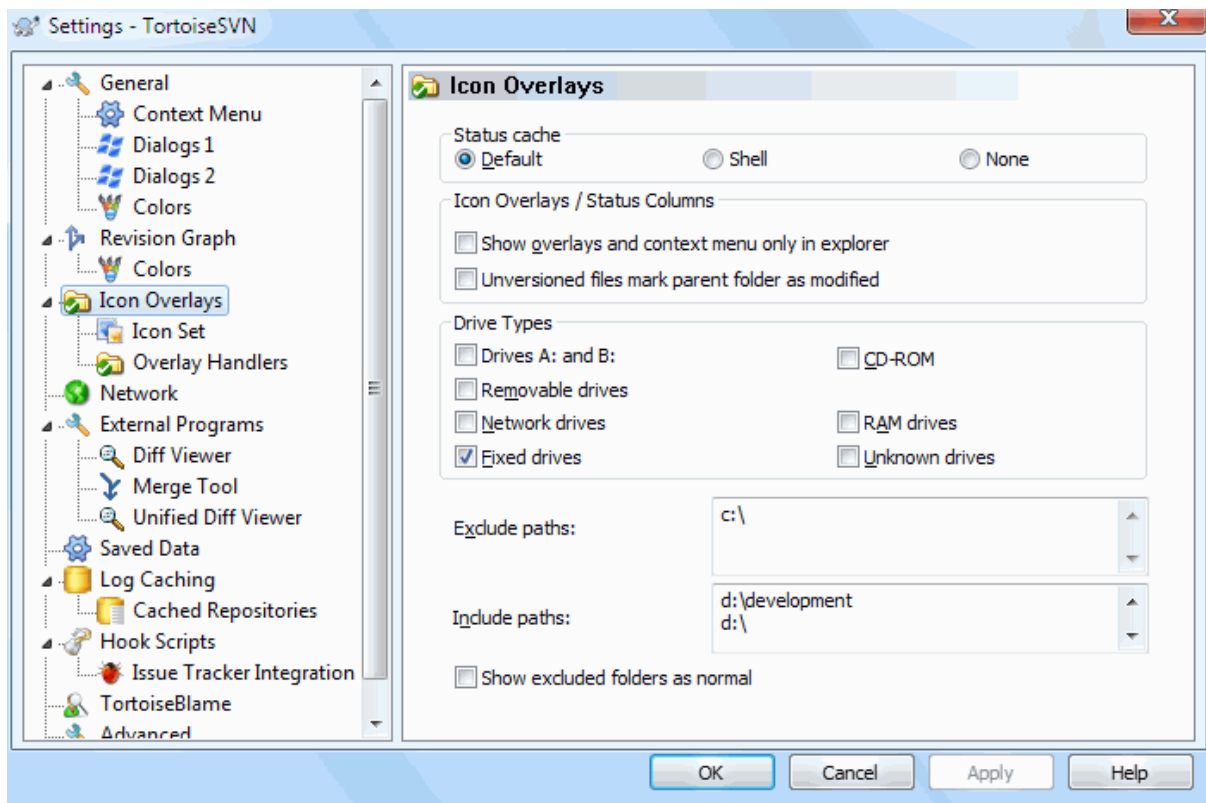 Settings - TortoiseSVN
General
Context Menu
Dialogs 1
Dialogs 2
Colors
Revision Graph
Colors
Icon Overlays
Icon Set
Overlay Handlers
Network
External Programs
Diff Viewer
Merge Tool
Unified Diff Viewer
Saved Data
Log Caching
Cached Repositories
Hook Scripts
Issue Tracker Integration
TortoiseBlame
Advanced
Icon Overlays
Status cache
Default Shell None
Icon Overlays / Status Columns
Show overlays and context menu only in explorer
Unversioned files mark parent folder as modified
Drive Types
Drives A: and B: CD-ROM
Removable drives
Network drives RAM drives
Fixed drives Unknown drives
Exclude paths: c:\
Include paths: d:\development
d:\
Show excluded folders as normal
OK Cancel Apply Help